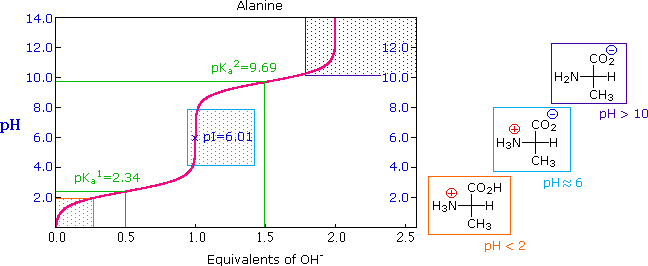 Alanine
14.0
12.0
10.0
8.0
6.0
4.0
2.0
pH
pKa2=9.69
pI=6.01
pKa1=2.34
12.0
10.0
8.0
6.0
4.0
2.0
0.0 0.5 1.0 1.5 2.0 2.5
Equivalents of OH-
CO2 −
H2N H
CH3
pH > 10
+ CO2 −
H3N H
CH3
pH ≈ 6
+ CO2H
H3N H
CH3
pH < 2